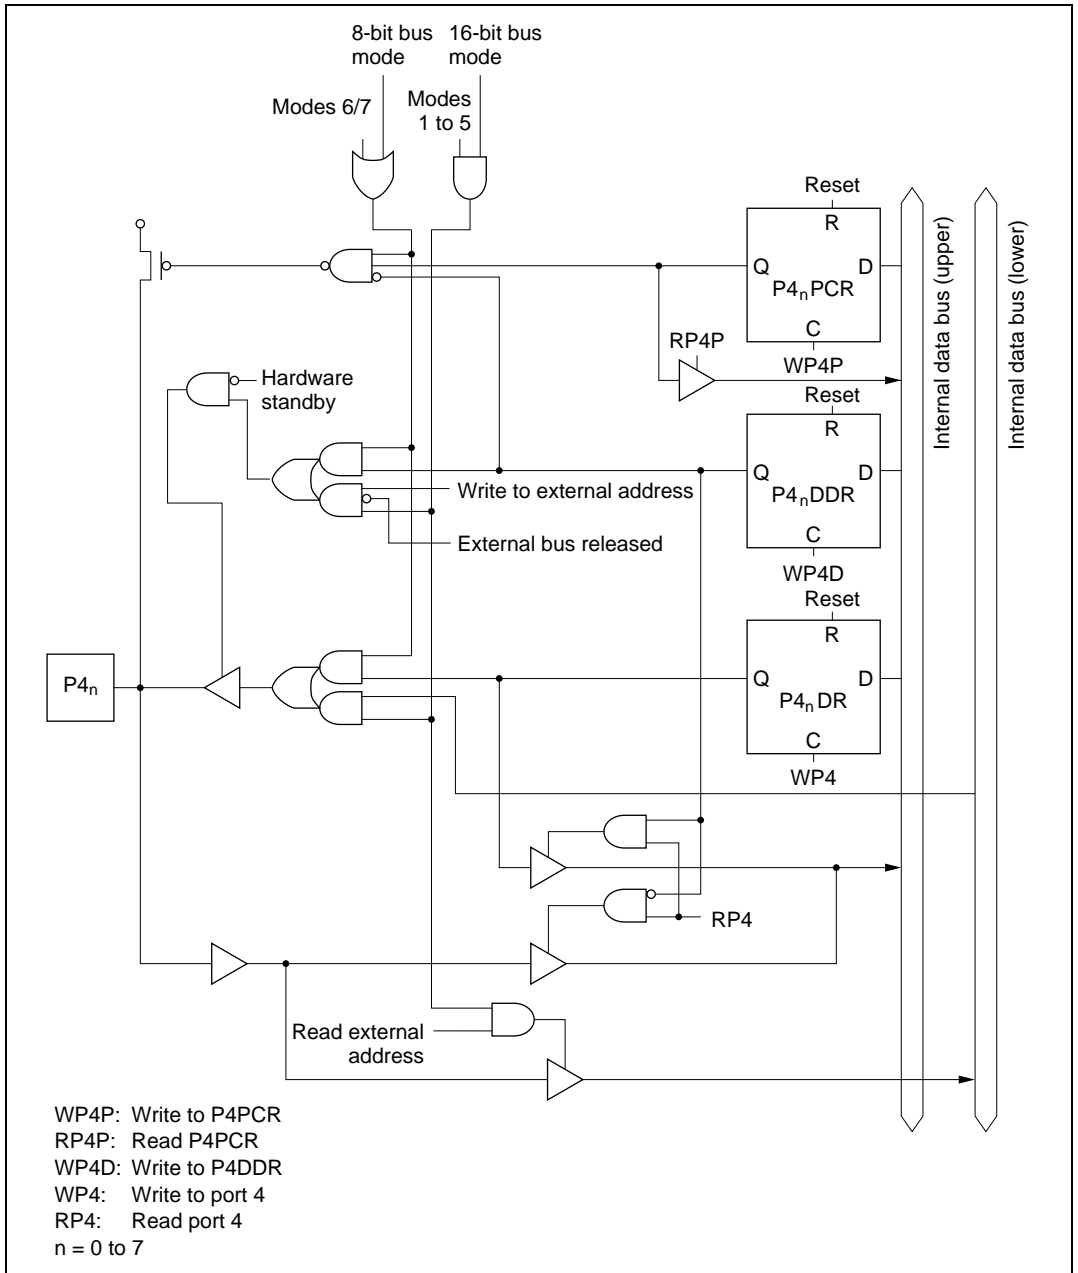 8-bit bus
mode
16-bit bus
mode
Modes 6/7
Modes
1 to 5
Reset
R
Q
D
P4nPCR
C
WP4P
RP4P
Internal data bus (upper)
Internal data bus (lower)
Hardware
standby
Reset
R
Q
D
P4nDDR
C
WP4D
Write to external address
External bus released
Reset
R
Q
D
P4nDR
C
WP4
P4n
RP4
Read external
address
WP4P: Write to P4PCR
RP4P: Read P4PCR
WP4D: Write to P4DDR
WP4: Write to port 4
RP4: Read port 4
n = 0 to 7